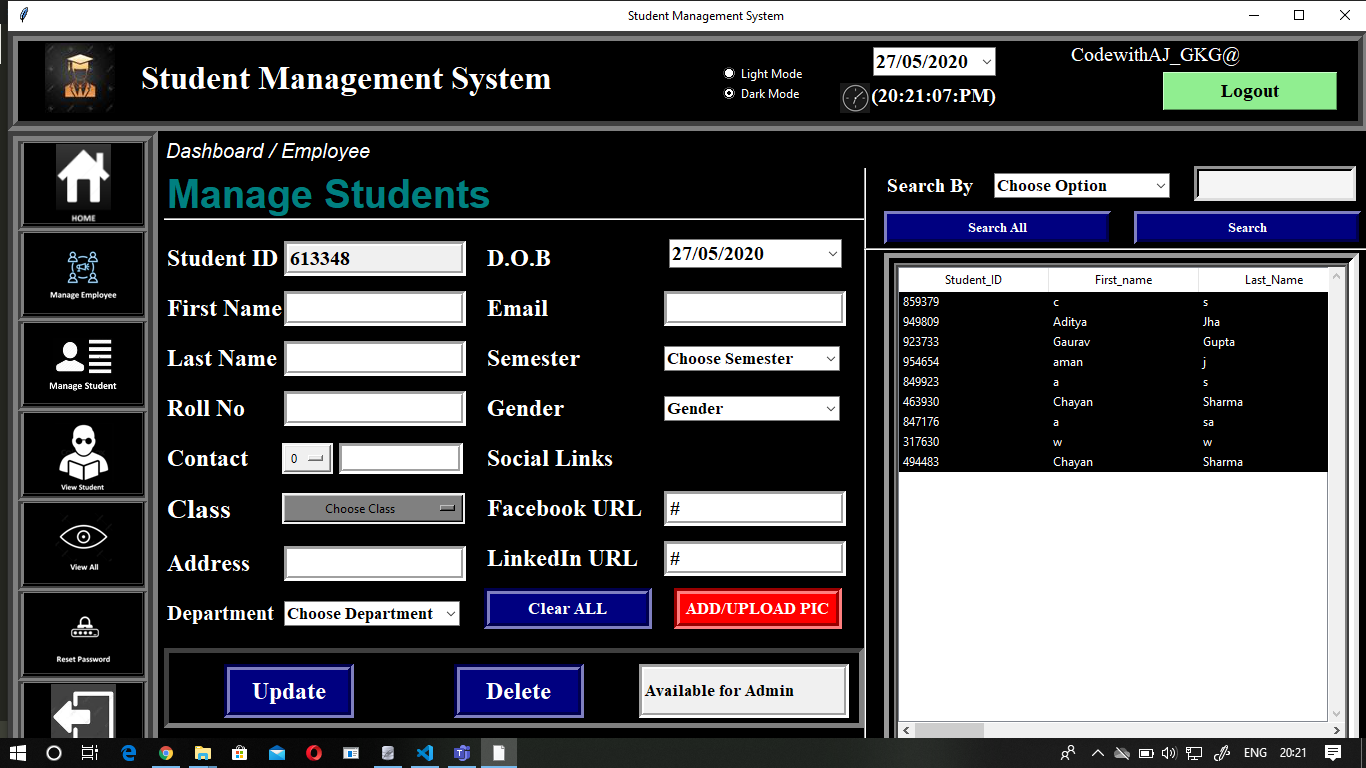 Student Management System
Student Management System
Light Mode
Dark Mode
27/05/2020
(20:21:07:PM)
CodewithAJ_GKG@
Logout
HOME
Manage Employee
Manage Student
View Student
View All
Reset Password
Dashboard / Employee
Manage Students
Student ID 613348
First Name
Last Name
Roll No
Contact 0
Class Choose Class
Address
Department Choose Department
D.O.B 27/05/2020
Email
Semester Choose Semester
Gender Gender
Social Links
Facebook URL #
LinkedIn URL #
Clear ALL
ADD/UPLOAD PIC
Update
Delete
Available for Admin
Search By Choose Option
Search All
Search
Student_ID First_name Last_Name
859379 c s
949809 Aditya Jha
923733 Gaurav Gupta
954654 aman j
849923 a s
463930 Chayan Sharma
847176 a sa
317630 w w
494483 Chayan Sharma
ENG 20:21